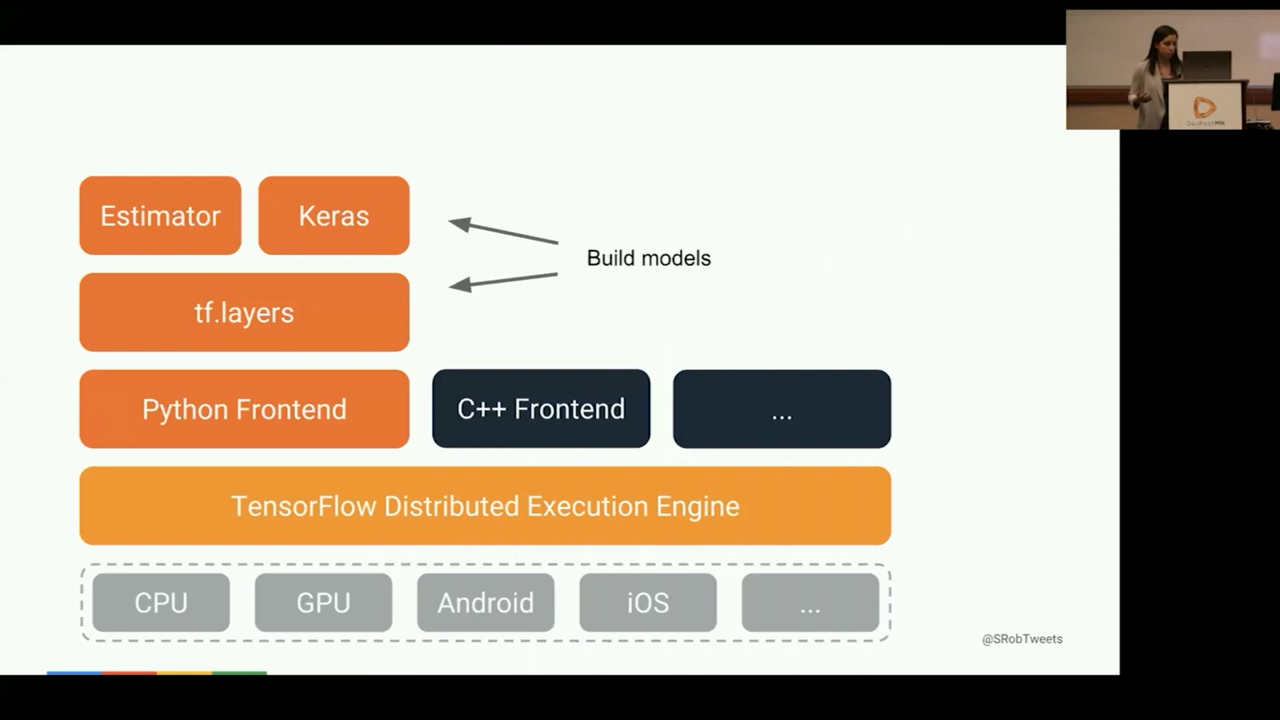 Estimator
Keras
Build models
tf.layers
Python Frontend
C++ Frontend
...
TensorFlow Distributed Execution Engine
CPU
GPU
Android
iOS
...
@SRobTweets